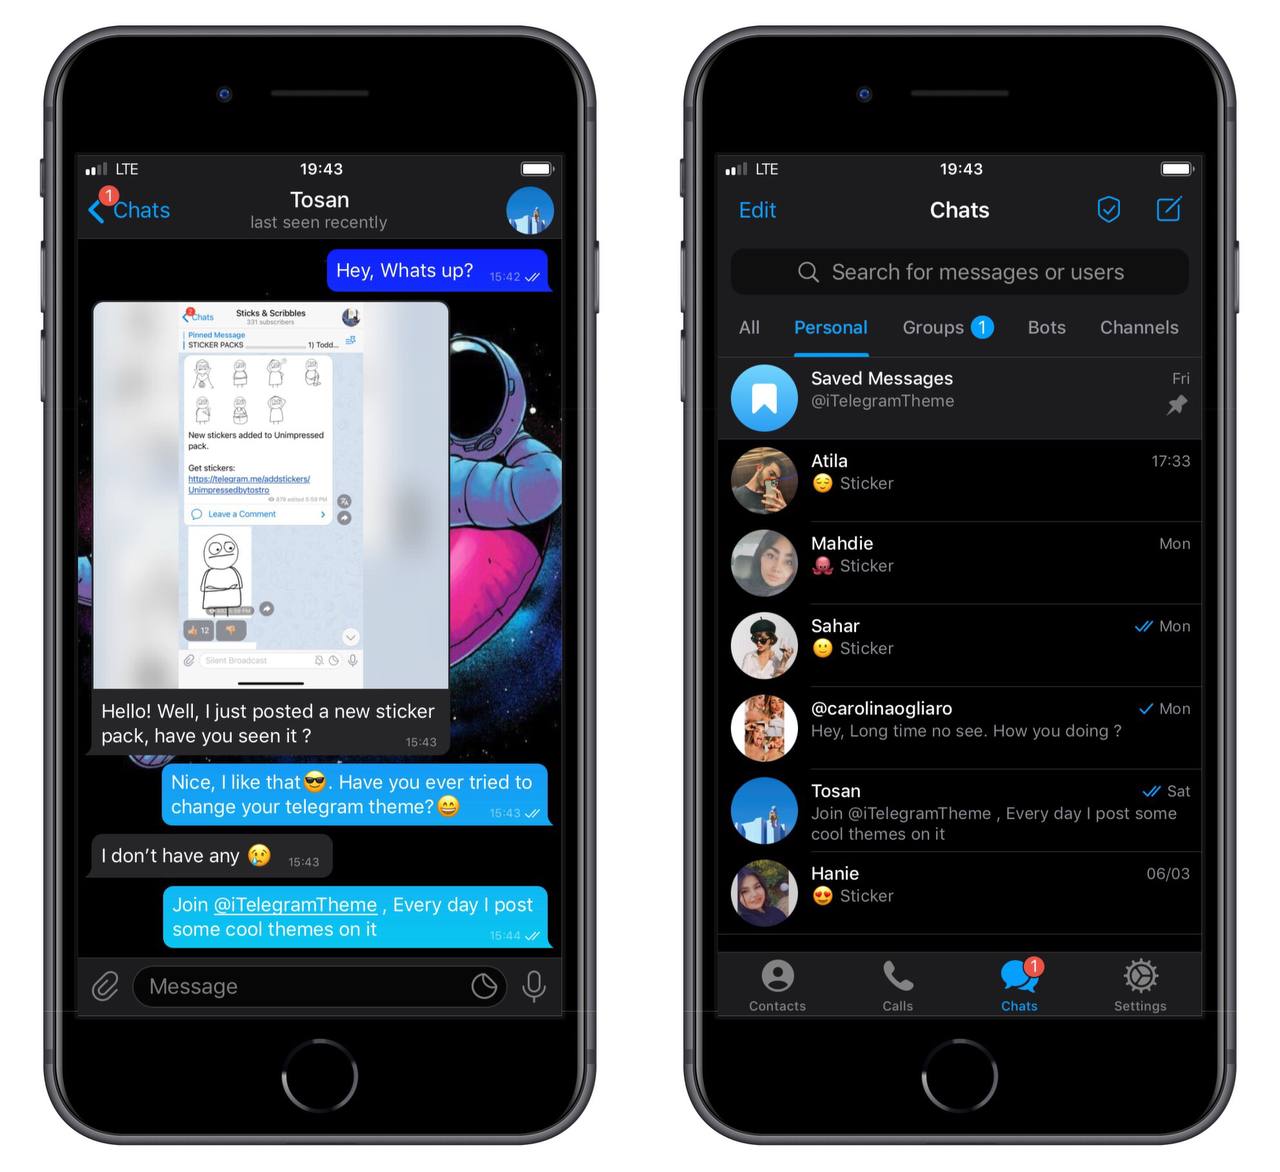 LTE
19:43
1
Chats
Tosan
last seen recently
Hey, Whats up?
15:42
2
Chats
Sticks & Scribbles
331 subscribers
Pinned Message
STICKER PACKS
1) Todd...
New stickers added to Unimpressed
pack.
Get stickers:
https://telegram.me/addstickers/
Unimpressedbytostro
879 edited 5:59 PM
Leave a Comment
12
Silent Broadcast
Hello! Well, I just posted a new sticker
pack, have you seen it ?
15:43
Nice, I like that😎. Have you ever tried to
change your telegram theme?😄
15:43
I don't have any 😢
15:43
Join @iTelegramTheme , Every day I post
some cool themes on it
15:44
Message
LTE
19:43
Edit
Chats
Search for messages or users
All
Personal
Groups 1
Bots
Channels
Saved Messages
Fri
@iTelegramTheme
Atila
17:33
😌 Sticker
Mahdie
Mon
🐙 Sticker
Sahar
Mon
🙂 Sticker
@carolinaogliaro
Mon
Hey, Long time no see. How you doing ?
Tosan
Sat
Join @iTelegramTheme , Every day I post some
cool themes on it
Hanie
06/03
😍 Sticker
1
Contacts
Calls
Chats
Settings